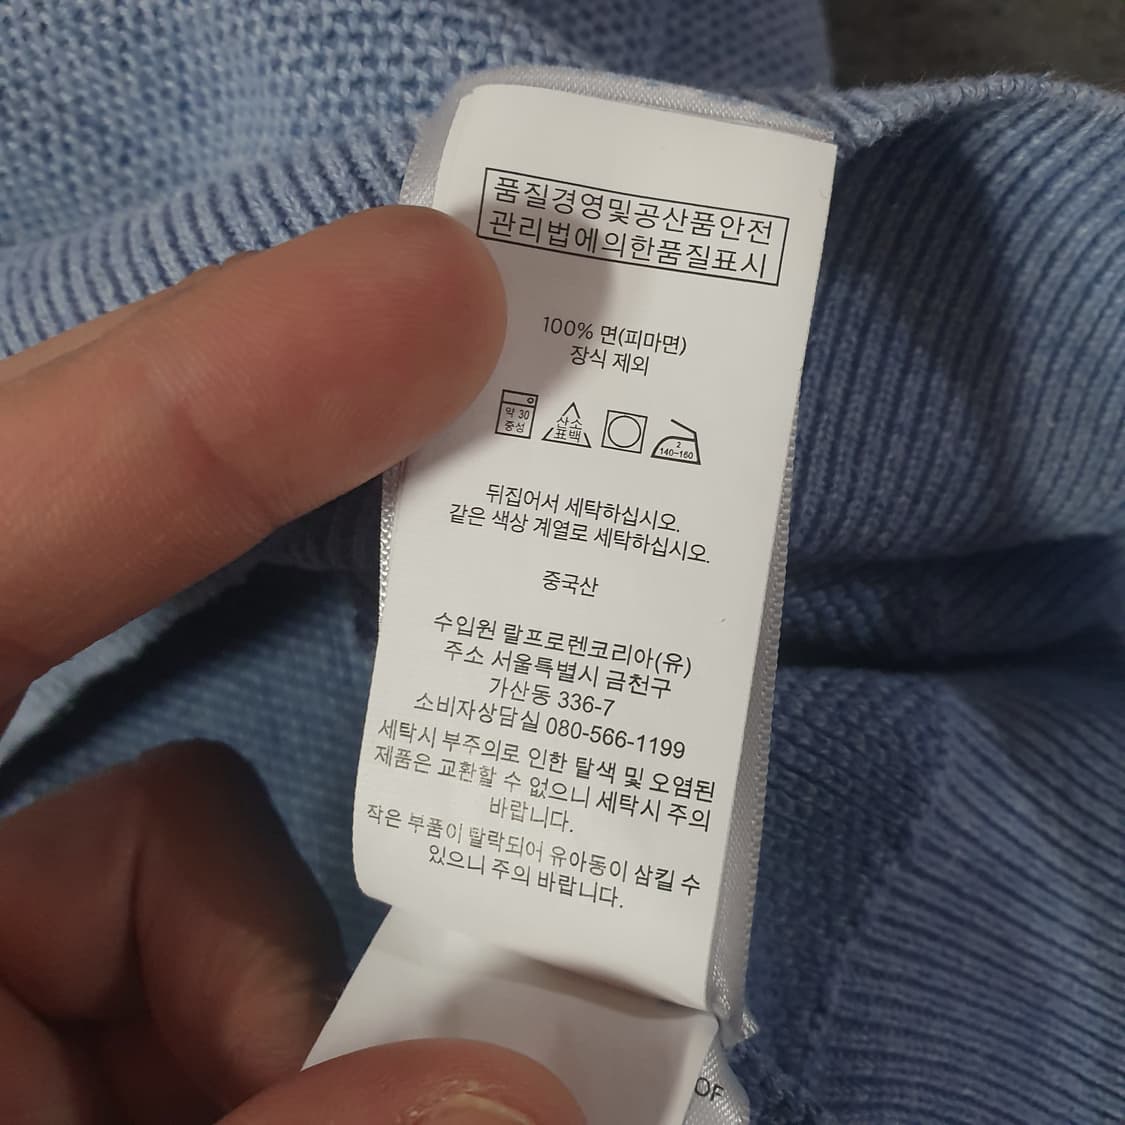 품질경영및공산품안전
관리법에의한품질표시
100% 면(피마면)
장식 제외
약 30
중성
산소
표백
2
140-160
뒤집어서 세탁하십시오.
같은 색상 계열로 세탁하십시오.
중국산
수입원 랄프로렌코리아(유)
주소 서울특별시 금천구
가산동 336-7
소비자상담실 080-566-1199
세탁시 부주의로 인한 탈색 및 오염된
제품은 교환할 수 없으니 세탁시 주의
바랍니다.
작은 부품이 탈락되어 유아동이 삼킬 수
있으니 주의 바랍니다.
OF